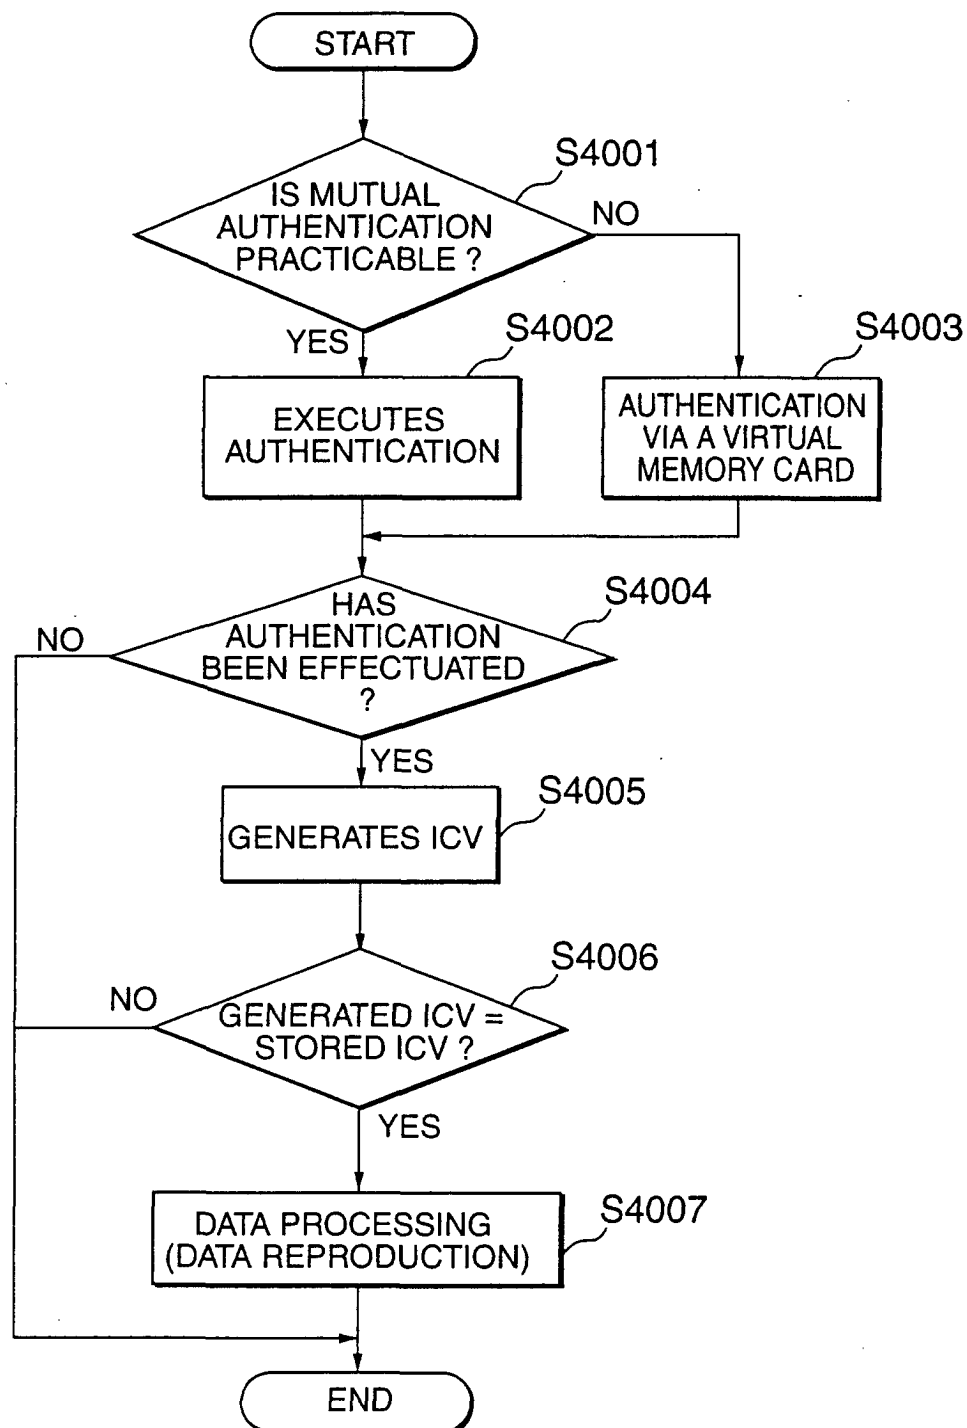 START
S4001
IS MUTUAL
AUTHENTICATION
PRACTICABLE ?
NO
YES
S4002
S4003
EXECUTES
AUTHENTICATION
AUTHENTICATION
VIA A VIRTUAL
MEMORY CARD
S4004
HAS
AUTHENTICATION
BEEN EFFECTUATED
?
NO
YES
S4005
GENERATES ICV
S4006
NO
GENERATED ICV =
STORED ICV ?
YES
S4007
DATA PROCESSING
(DATA REPRODUCTION)
END